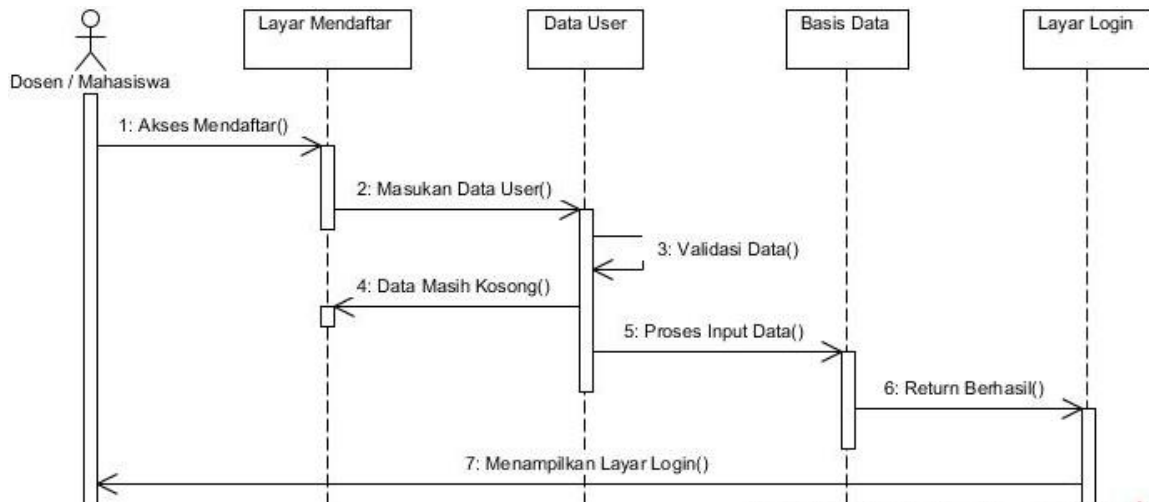 Layar Mendaftar
Data User
Basis Data
Layar Login
Dosen / Mahasiswa
1: Akses Mendaftar()
2: Masukan Data User()
3: Validasi Data()
4: Data Masih Kosong()
5: Proses Input Data()
6: Return Berhasil()
7: Menampilkan Layar Login()